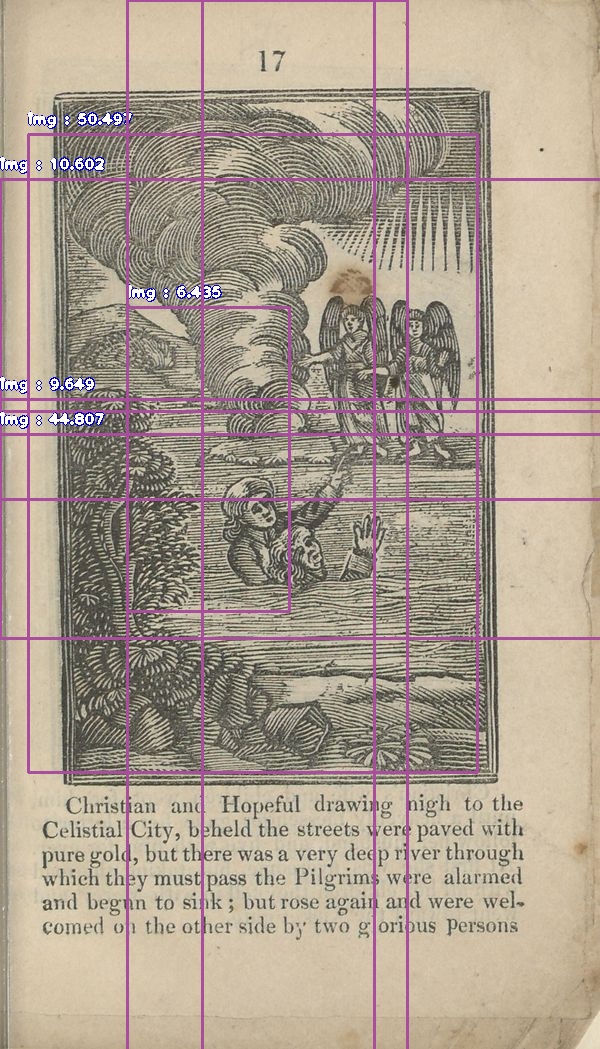 17
img : 50.497
img : 10.602
img : 6.435
img : 9.649
img : 44.807
Christian and Hopeful drawing nigh to the
Celistial City, beheld the streets were paved with
pure gold, but there was a very deep river through
which they must pass the Pilgrims were alarmed
and begun to sink ; but rose again and were wel-
comed on the other side by two glorious Persons